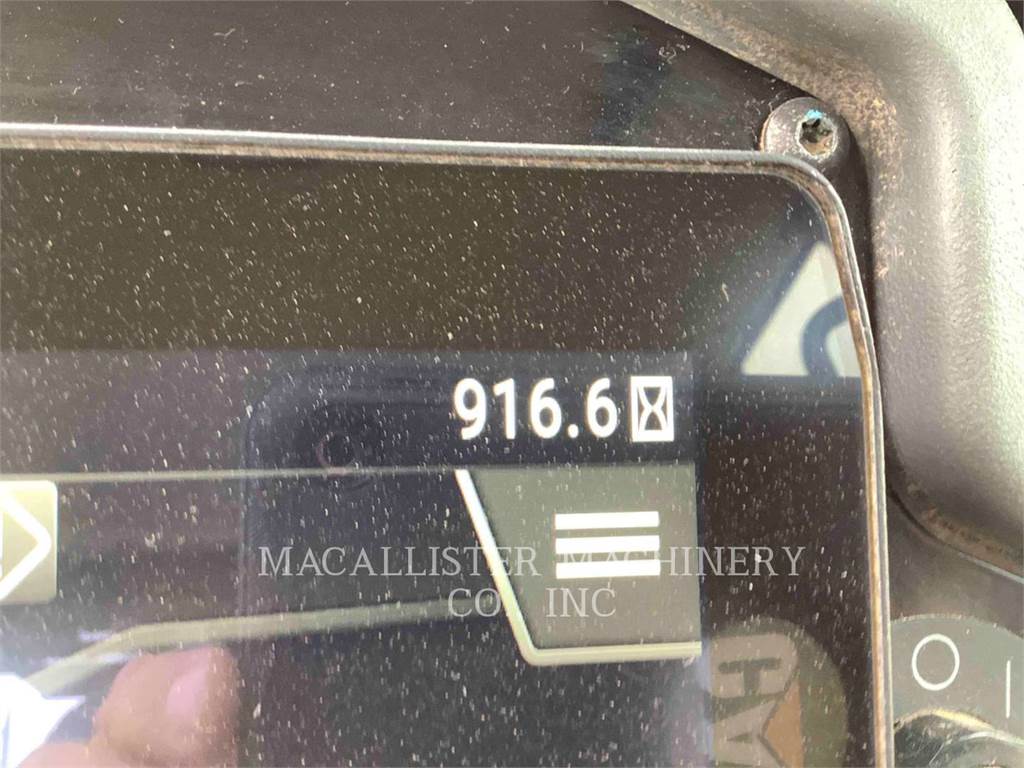 916.6
MACALLISTER MACHINERY
CO. INC